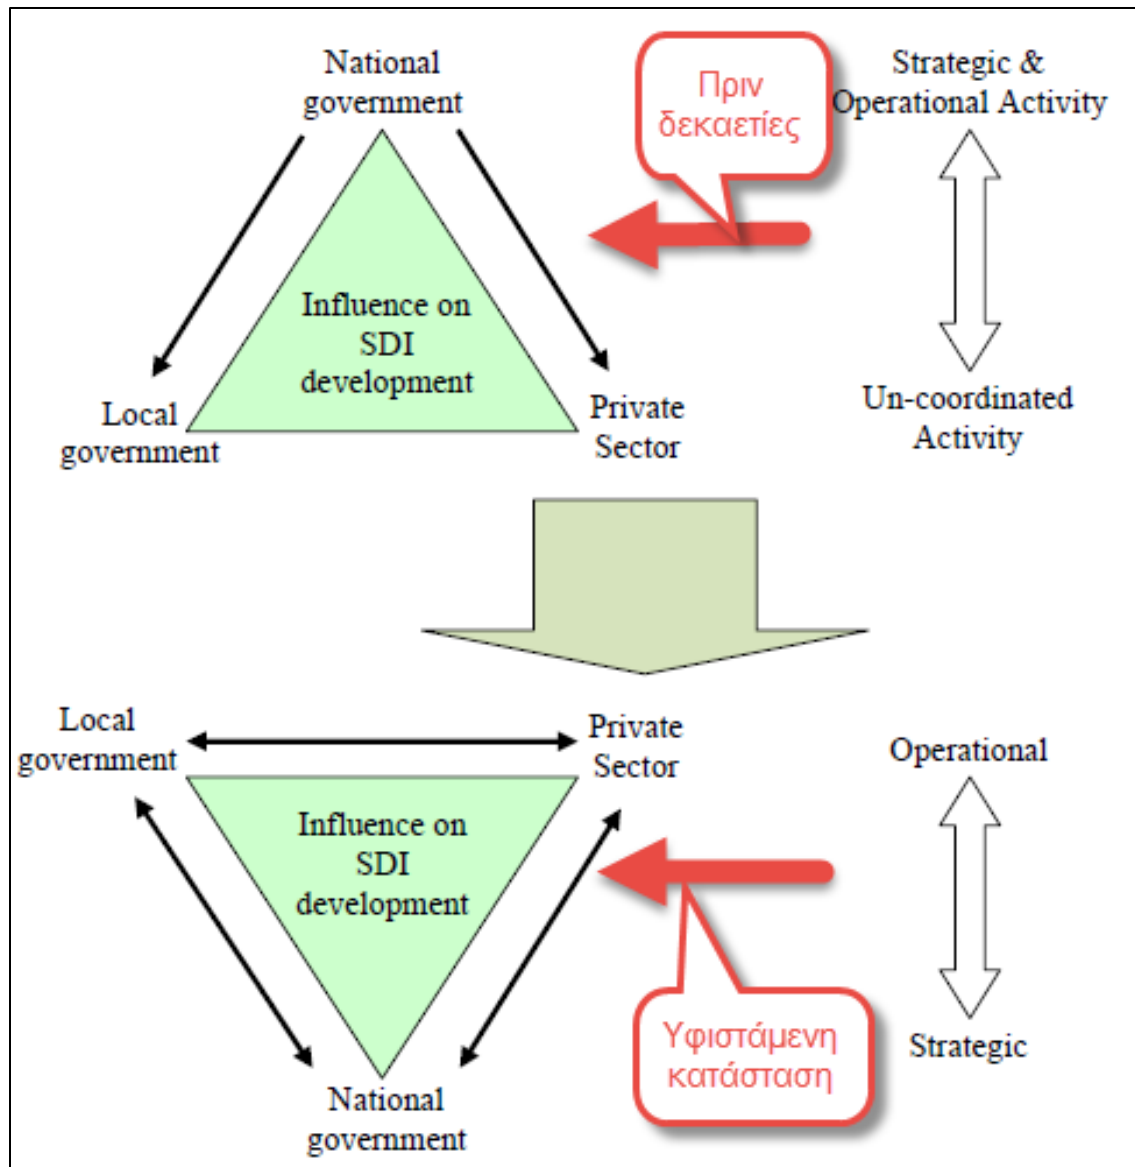 National
government
Πριν
δεκαετίες
Strategic &
Operational Activity
Influence on
SDI
development
Local
government
Private
Sector
Un-coordinated
Activity
Local
government
Private
Sector
Operational
Influence on
SDI
development
Υφιστάμενη
κατάσταση
Strategic
National
government